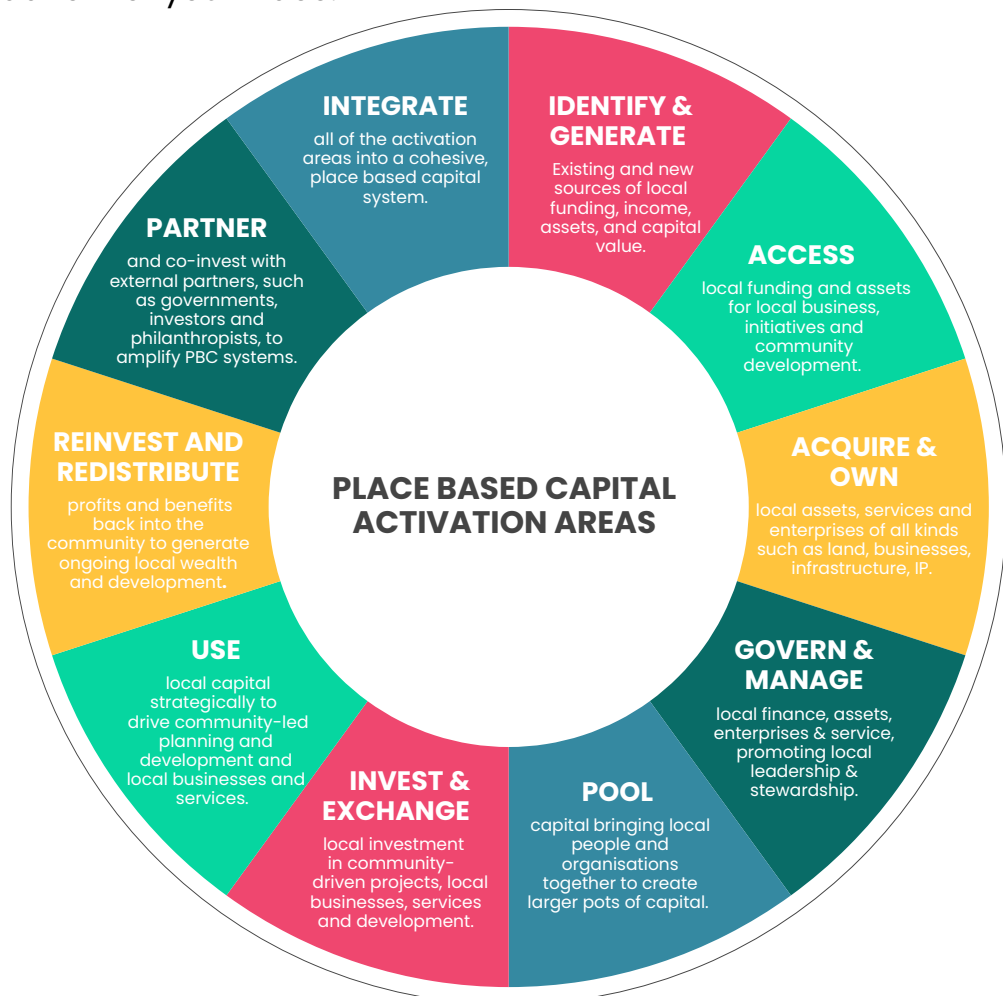 PLACE BASED CAPITAL
ACTIVATION AREAS
IDENTIFY &
GENERATE
Existing and new
sources of local
funding, income,
assets, and capital
value.
ACCESS
local funding and assets
for local business,
initiatives and
community
development.
ACQUIRE &
OWN
local assets, services and
enterprises of all kinds
such as land, businesses,
infrastructure, IP.
GOVERN &
MANAGE
local finance, assets,
enterprises & service,
promoting local
leadership &
stewardship.
POOL
capital bringing local
people and
organisations
together to create
larger pots of capital.
INVEST &
EXCHANGE
local investment
in community-
driven projects, local
businesses, services
and development.
USE
local capital
strategically to
drive community-led
planning and
development and
local businesses and
services.
REINVEST AND
REDISTRIBUTE
profits and benefits
back into the
community to generate
ongoing local wealth
and development.
PARTNER
and co-invest with
external partners, such
as governments,
investors and
philanthropists, to
amplify PBC systems.
INTEGRATE
all of the activation
areas into a cohesive,
place based capital
system.